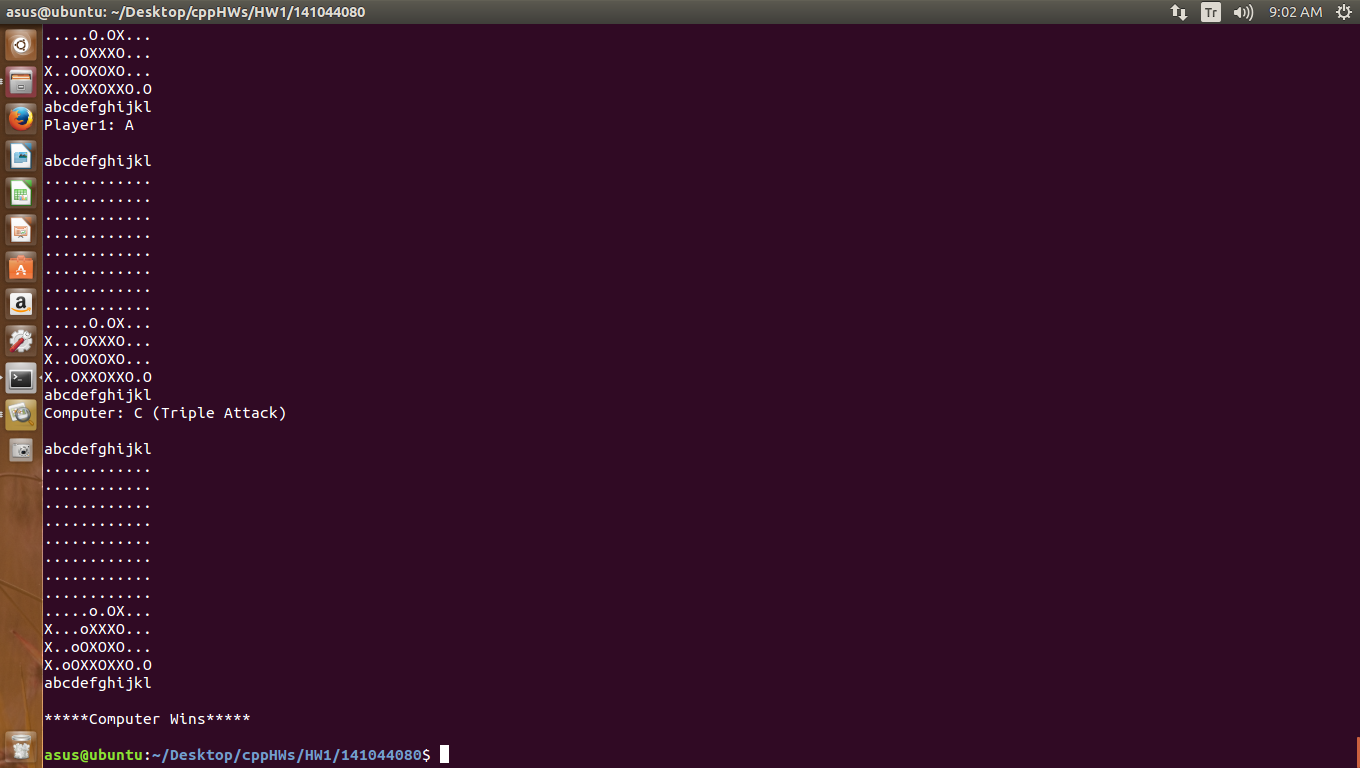 asus@ubuntu: ~/Desktop/cppHWs/HW1/141044080
Tr
9:02 AM
.....O.OX...
....OXXXO...
X..OOXOXO...
X..OXXOXXO.O
abcdefghijkl
Player1: A
abcdefghijkl
............
............
............
............
............
............
............
............
.....O.OX...
X...OXXXO...
X..OOXOXO...
X..OXXOXXO.O
abcdefghijkl
Computer: C (Triple Attack)
abcdefghijkl
............
............
............
............
............
............
............
............
.....o.OX...
X...oXXXO...
X..oOXOXO...
X.oOXXOXXO.O
abcdefghijkl
*****Computer Wins*****
asus@ubuntu:~/Desktop/cppHWs/HW1/141044080$